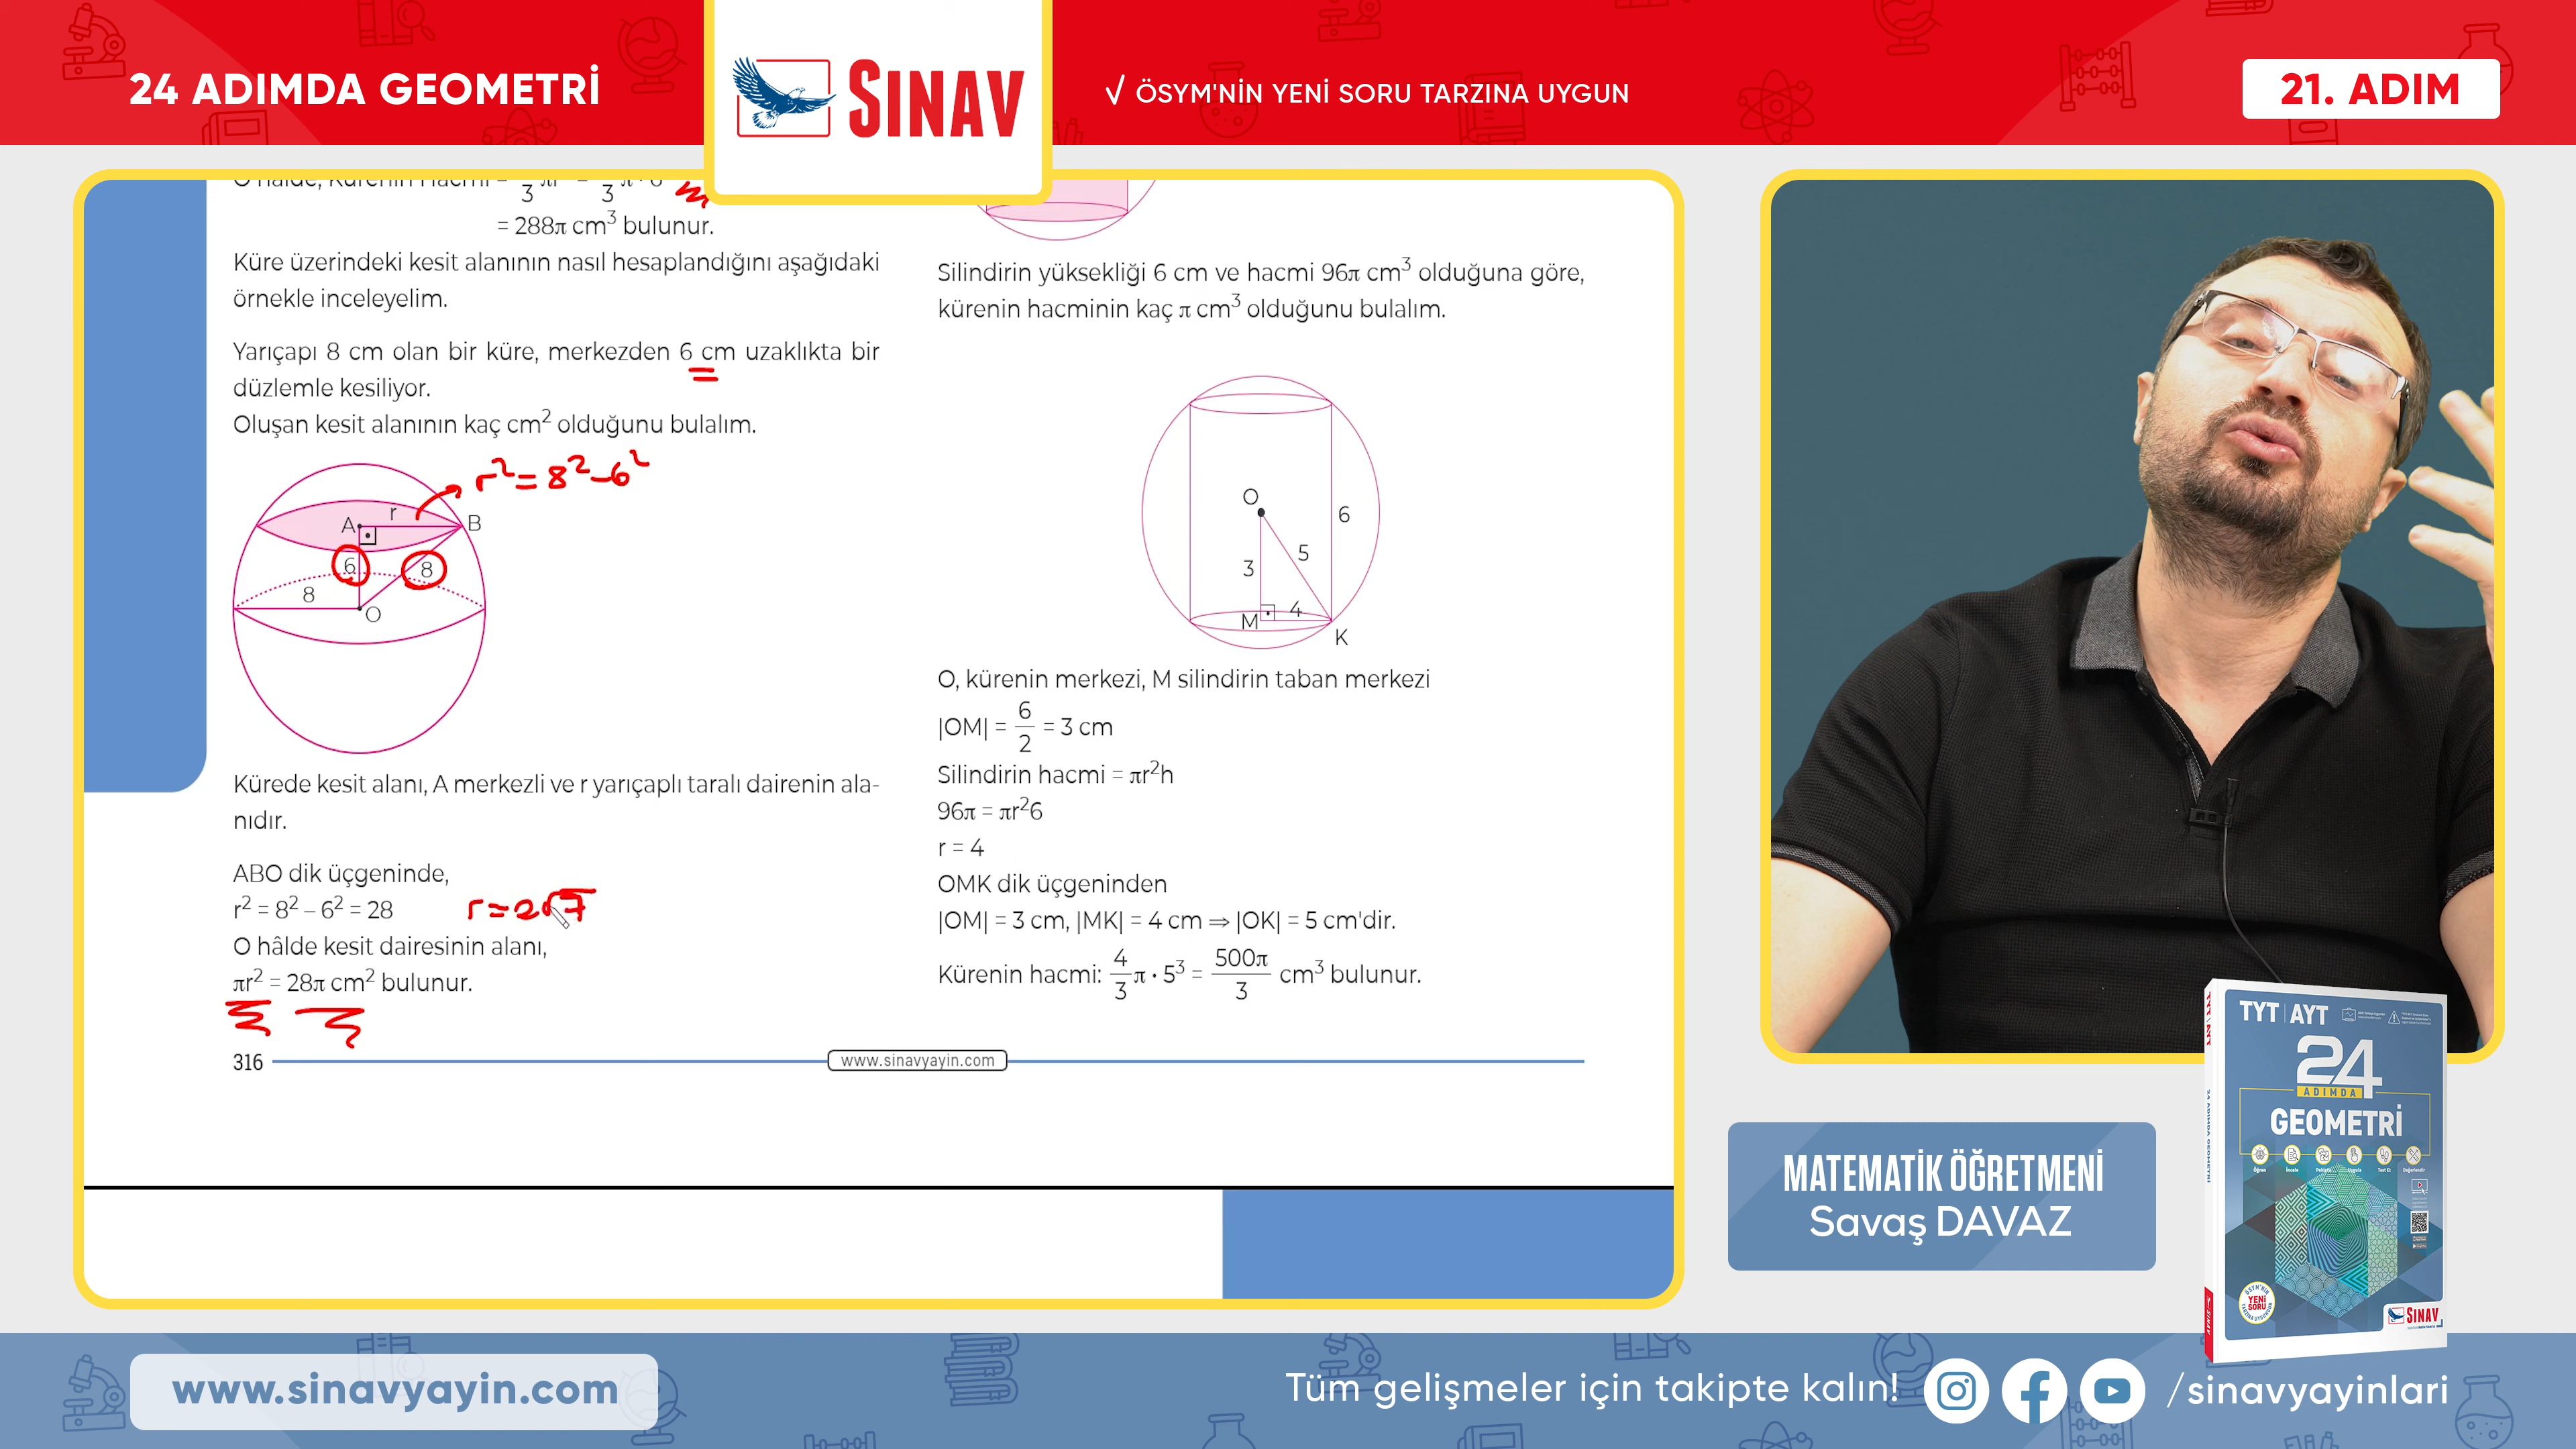 24 ADIMDA GEOMETRİ
SINAV
√ ÖSYM'NİN YENİ SORU TARZINA UYGUN
21. ADIM
3 3
= 288π cm³ bulunur.
Küre üzerindeki kesit alanının nasıl hesaplandığını aşağıdaki
örnekle inceleyelim.
Yarıçapı 8 cm olan bir küre, merkezden 6 cm uzaklıkta bir
düzlemle kesiliyor.
Oluşan kesit alanının kaç cm² olduğunu bulalım.
r² = 8² - 6²
A r B
6 8
8
O
Kürede kesit alanı, A merkezli ve r yarıçaplı taralı dairenin ala-
nıdır.
ABO dik üçgeninde,
r² = 8² – 6² = 28
r = 2√7
O hâlde kesit dairesinin alanı,
πr² = 28π cm² bulunur.
Silindirin yüksekliği 6 cm ve hacmi 96π cm³ olduğuna göre,
kürenin hacminin kaç π cm³ olduğunu bulalım.
O
6
5
3
4
M
K
O, kürenin merkezi, M silindirin taban merkezi
|OM| = 6/2 = 3 cm
Silindirin hacmi = πr²h
96π = πr²6
r = 4
OMK dik üçgeninden
|OM| = 3 cm, |MK| = 4 cm ⇒ |OK| = 5 cm'dir.
Kürenin hacmi: 4/3 π • 5³ = 500π/3 cm³ bulunur.
316
www.sinavyayin.com
MATEMATİK ÖĞRETMENİ
Savaş DAVAZ
TYT | AYT
24
ADIMDA
GEOMETRİ
YENİ
SORU
SINAV
www.sinavyayin.com
Tüm gelişmeler için takipte kalın!
/sinavyayinlari